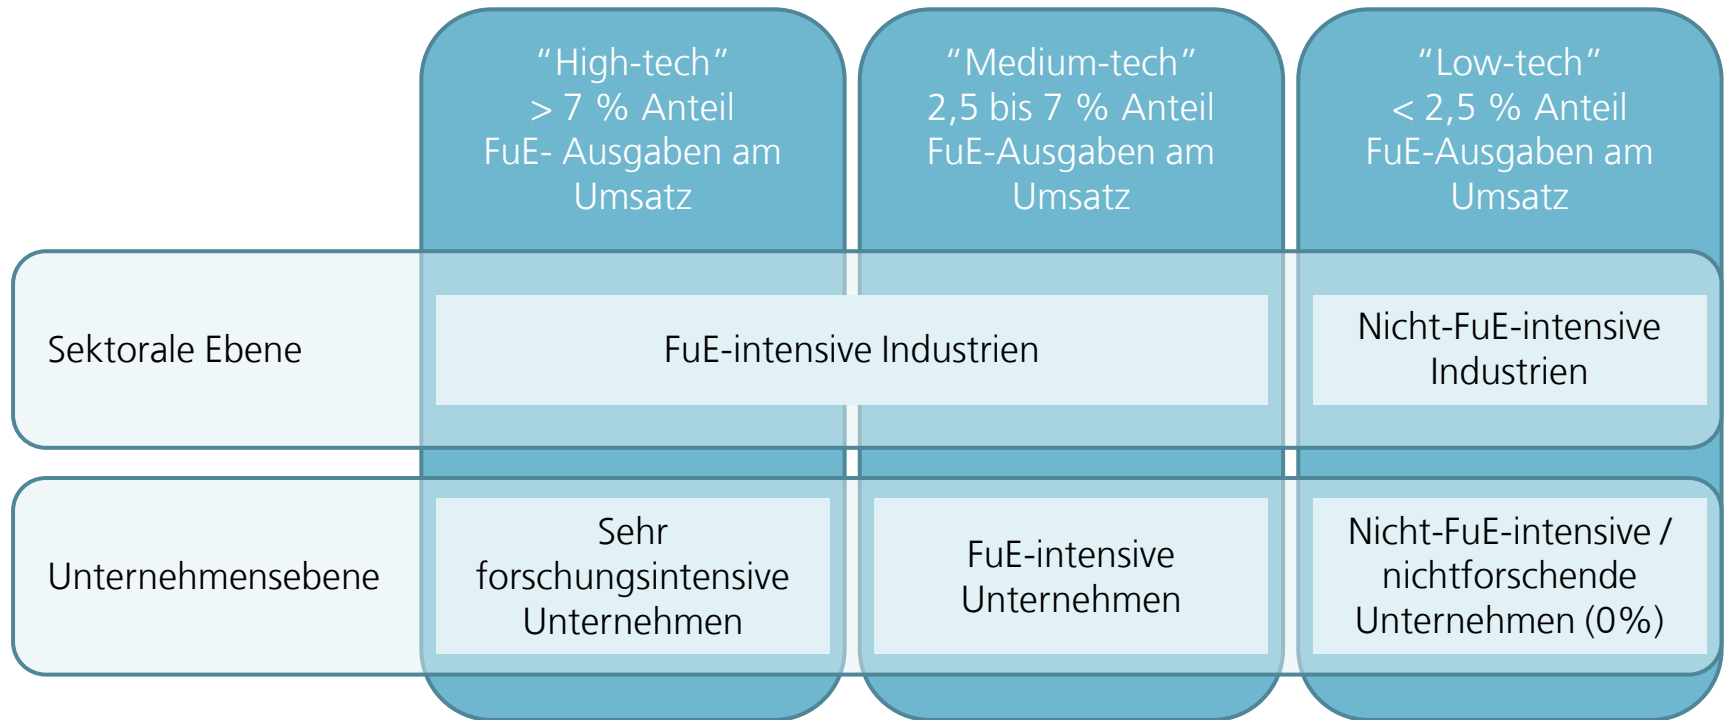 “High-tech”
> 7 % Anteil
FuE- Ausgaben am
Umsatz
“Medium-tech”
2,5 bis 7 % Anteil
FuE-Ausgaben am
Umsatz
“Low-tech”
< 2,5 % Anteil
FuE-Ausgaben am
Umsatz
Sektorale Ebene
FuE-intensive Industrien
Nicht-FuE-intensive
Industrien
Unternehmensebene
Sehr
forschungsintensive
Unternehmen
FuE-intensive
Unternehmen
Nicht-FuE-intensive /
nichtforschende
Unternehmen (0%)